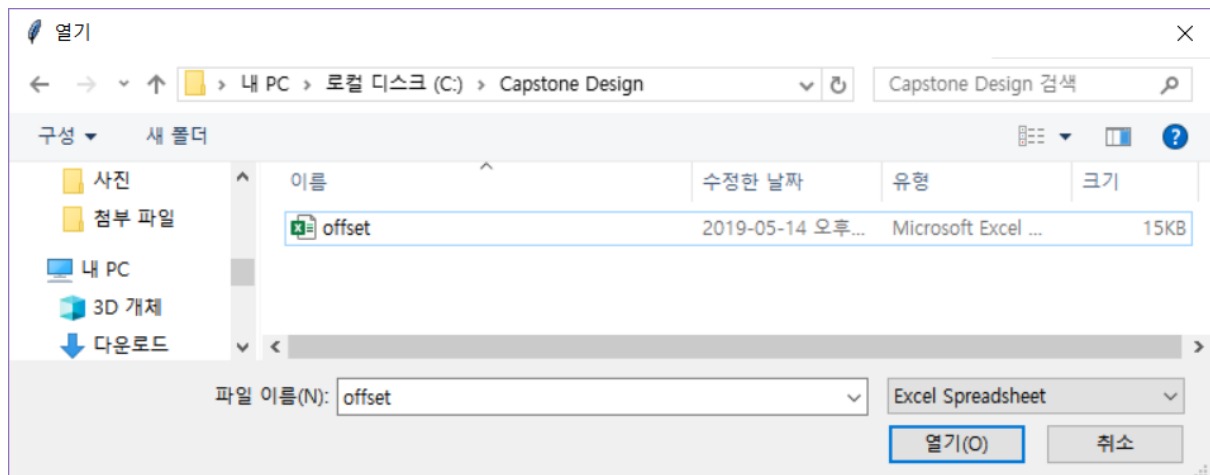 열기
내 PC › 로컬 디스크 (C:) › Capstone Design
Capstone Design 검색
구성 새 폴더
사진
첨부 파일
내 PC
3D 개체
다운로드
이름 수정한 날짜 유형 크기
offset 2019-05-14 오후... Microsoft Excel ... 15KB
파일 이름(N): offset Excel Spreadsheet
열기(O) 취소